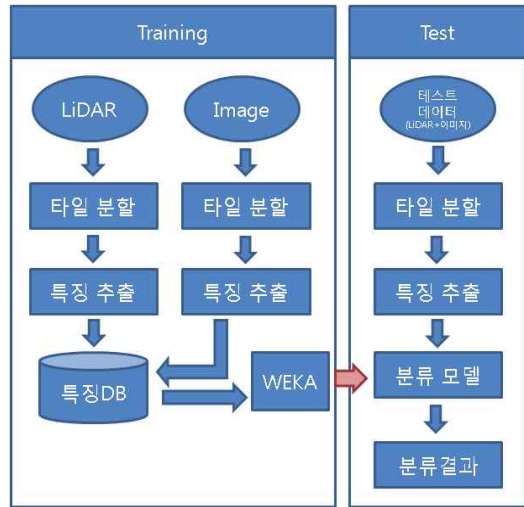 Training
LiDAR
Image
타일 분할
타일 분할
특징 추출
특징 추출
특징DB
WEKA
Test
테스트
데이터
(LiDAR+이미지)
타일 분할
특징 추출
분류 모델
분류결과